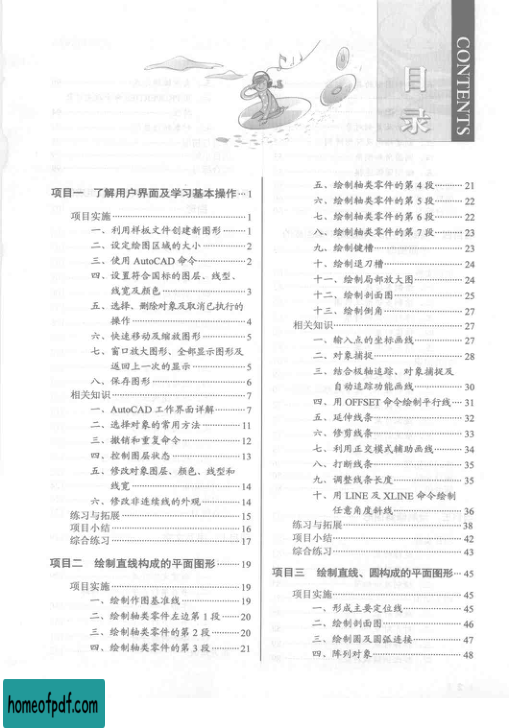 CONTENTS
目录
项目一 了解用户界面及学习基本操作…1
项目实施……1
一、利用样板文件创建新图形……1
二、设定绘图区域的大小……2
三、使用 AutoCAD 命令……2
四、设置符合国标的图层、线型、
线宽及颜色……3
五、选择、删除对象及取消已执行的
操作……4
六、快速移动及缩放图形……5
七、窗口放大图形、全部显示图形及
返回上一次的显示……5
八、保存图形……6
相关知识……7
一、AutoCAD 工作界面详解……7
二、选择对象的常用方法……11
三、撤销和重复命令……12
四、控制图层状态……13
五、修改对象图层、颜色、线型和
线宽……14
六、修改非连续线的外观……14
练习与拓展……15
项目小结……16
综合练习……17
项目二 绘制直线构成的平面图形……19
项目实施……19
一、绘制作图基准线……19
二、绘制轴类零件左边第 1 段……20
三、绘制轴类零件的第 2 段……20
四、绘制轴类零件的第 3 段……21
五、绘制轴类零件的第 4 段……21
六、绘制轴类零件的第 5 段……22
七、绘制轴类零件的第 6 段……22
八、绘制轴类零件的第 7 段……23
九、绘制键槽……23
十、绘制退刀槽……24
十一、绘制局部放大图……24
十二、绘制剖面图……25
十三、绘制倒角……27
相关知识……27
一、输入点的坐标画线……27
二、对象捕捉……28
三、结合极轴追踪、对象捕捉及
自动追踪功能画线……30
四、用 OFFSET 命令绘制平行线…31
五、延伸线条……32
六、修剪线条……33
七、利用正交模式辅助画线……34
八、打断线条……35
九、调整线条长度……35
十、用 LINE 及 XLINE 命令绘制
任意角度斜线……36
练习与拓展……38
项目小结……42
综合练习……43
项目三 绘制直线、圆构成的平面图形…45
项目实施……45
一、形成主要定位线……45
二、绘制剖面图……46
三、绘制圆及圆弧连接……47
四、阵列对象……48
homeofpdf.com